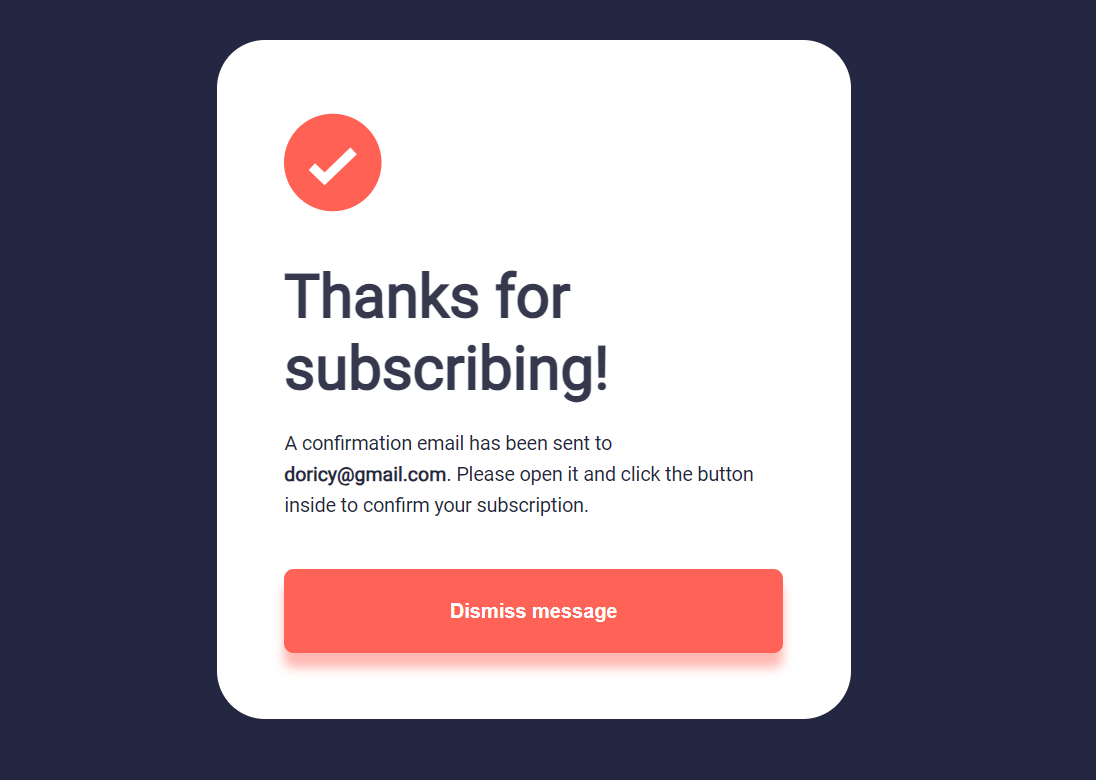 Thanks for
subscribing!
A confirmation email has been sent to
doricy@gmail.com. Please open it and click the button
inside to confirm your subscription.
Dismiss message